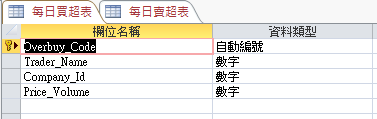 每日買超表 每日賣超表
欄位名稱 資料類型
Overbuy_Code 自動編號
Trader_Name 數字
Company_Id 數字
Price_Volume 數字